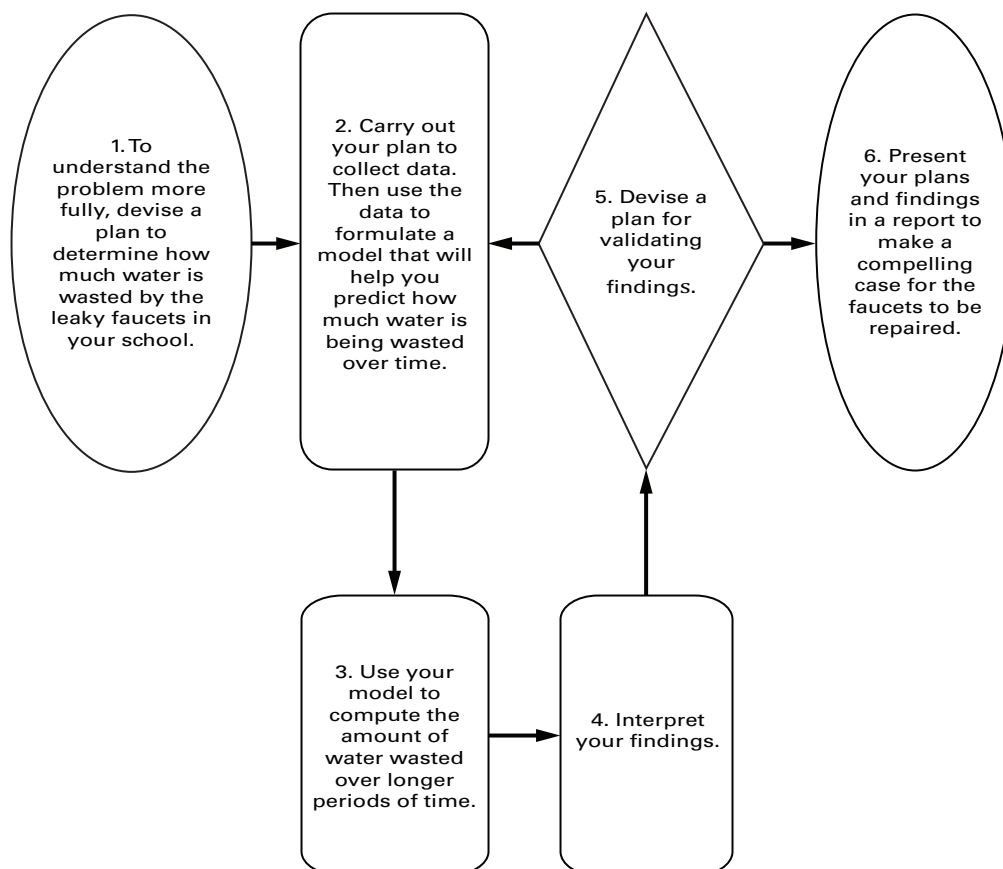 1. To
understand the
problem more
fully, devise a
plan to
determine how
much water is
wasted by the
leaky faucets in
your school.
2. Carry out
your plan to
collect data.
Then use the
data to
formulate a
model that will
help you
predict how
much water is
being wasted
over time.
3. Use your
model to
compute the
amount of
water wasted
over longer
periods of time.
4. Interpret
your findings.
5. Devise a
plan for
validating
your
findings.
6. Present
your plans
and findings
in a report to
make a
compelling
case for the
faucets to be
repaired.